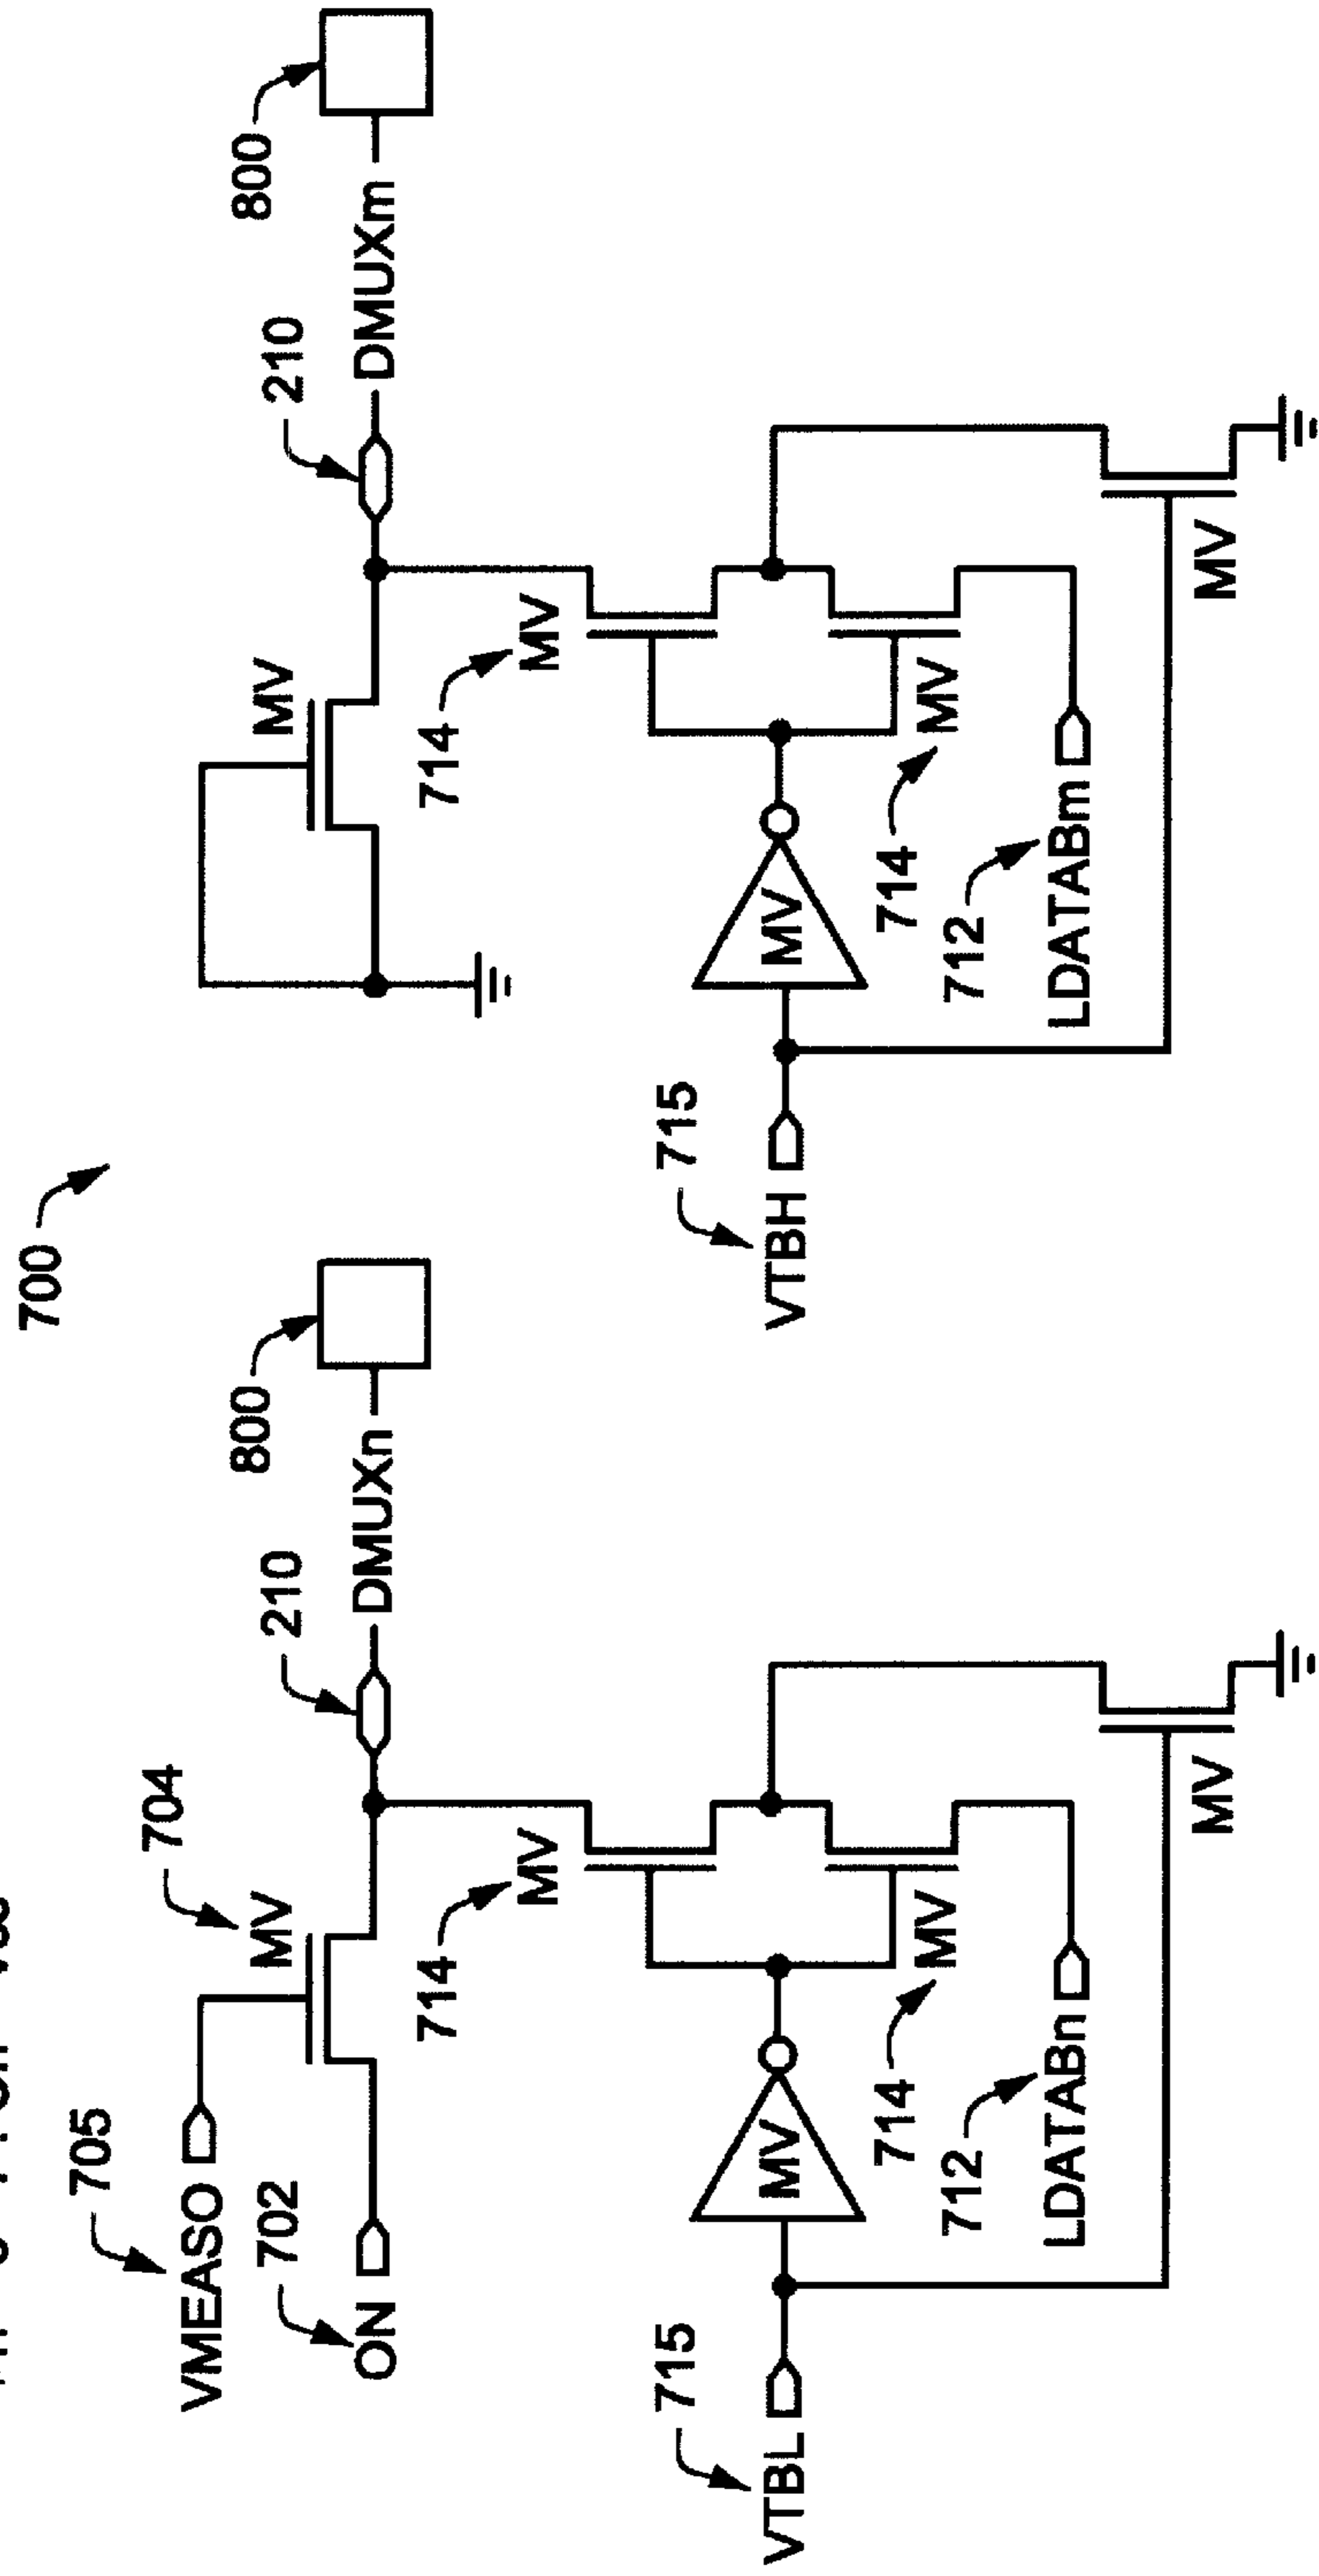 700
705
VMEASO
704
MV
702
ON
210
DMUXn
800
714
MV
MV
714
MV
712
LDATABn
715
VTBL
MV
MV
210
DMUXm
800
714
MV
MV
714
MV
712
LDATABm
715
VTBH
MV